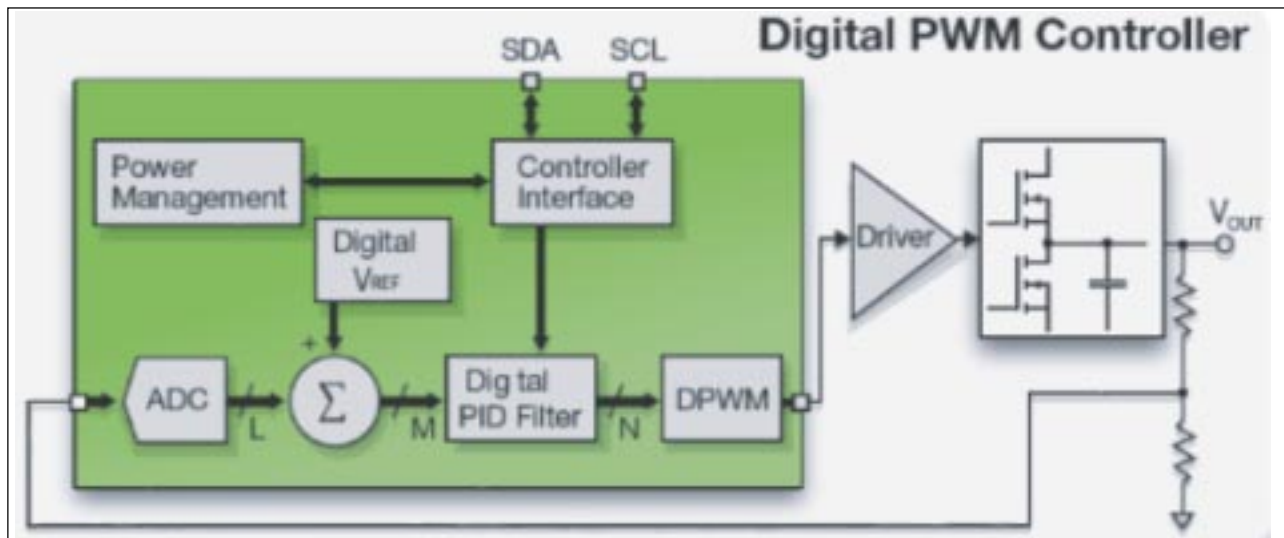 Digital PWM Controller
SDA
SCL
Power
Management
Controller
Interface
Digital
VREF
Driver
VOUT
+
ADC
L
Σ
M
Dig tal
PID Filter
N
DPWM